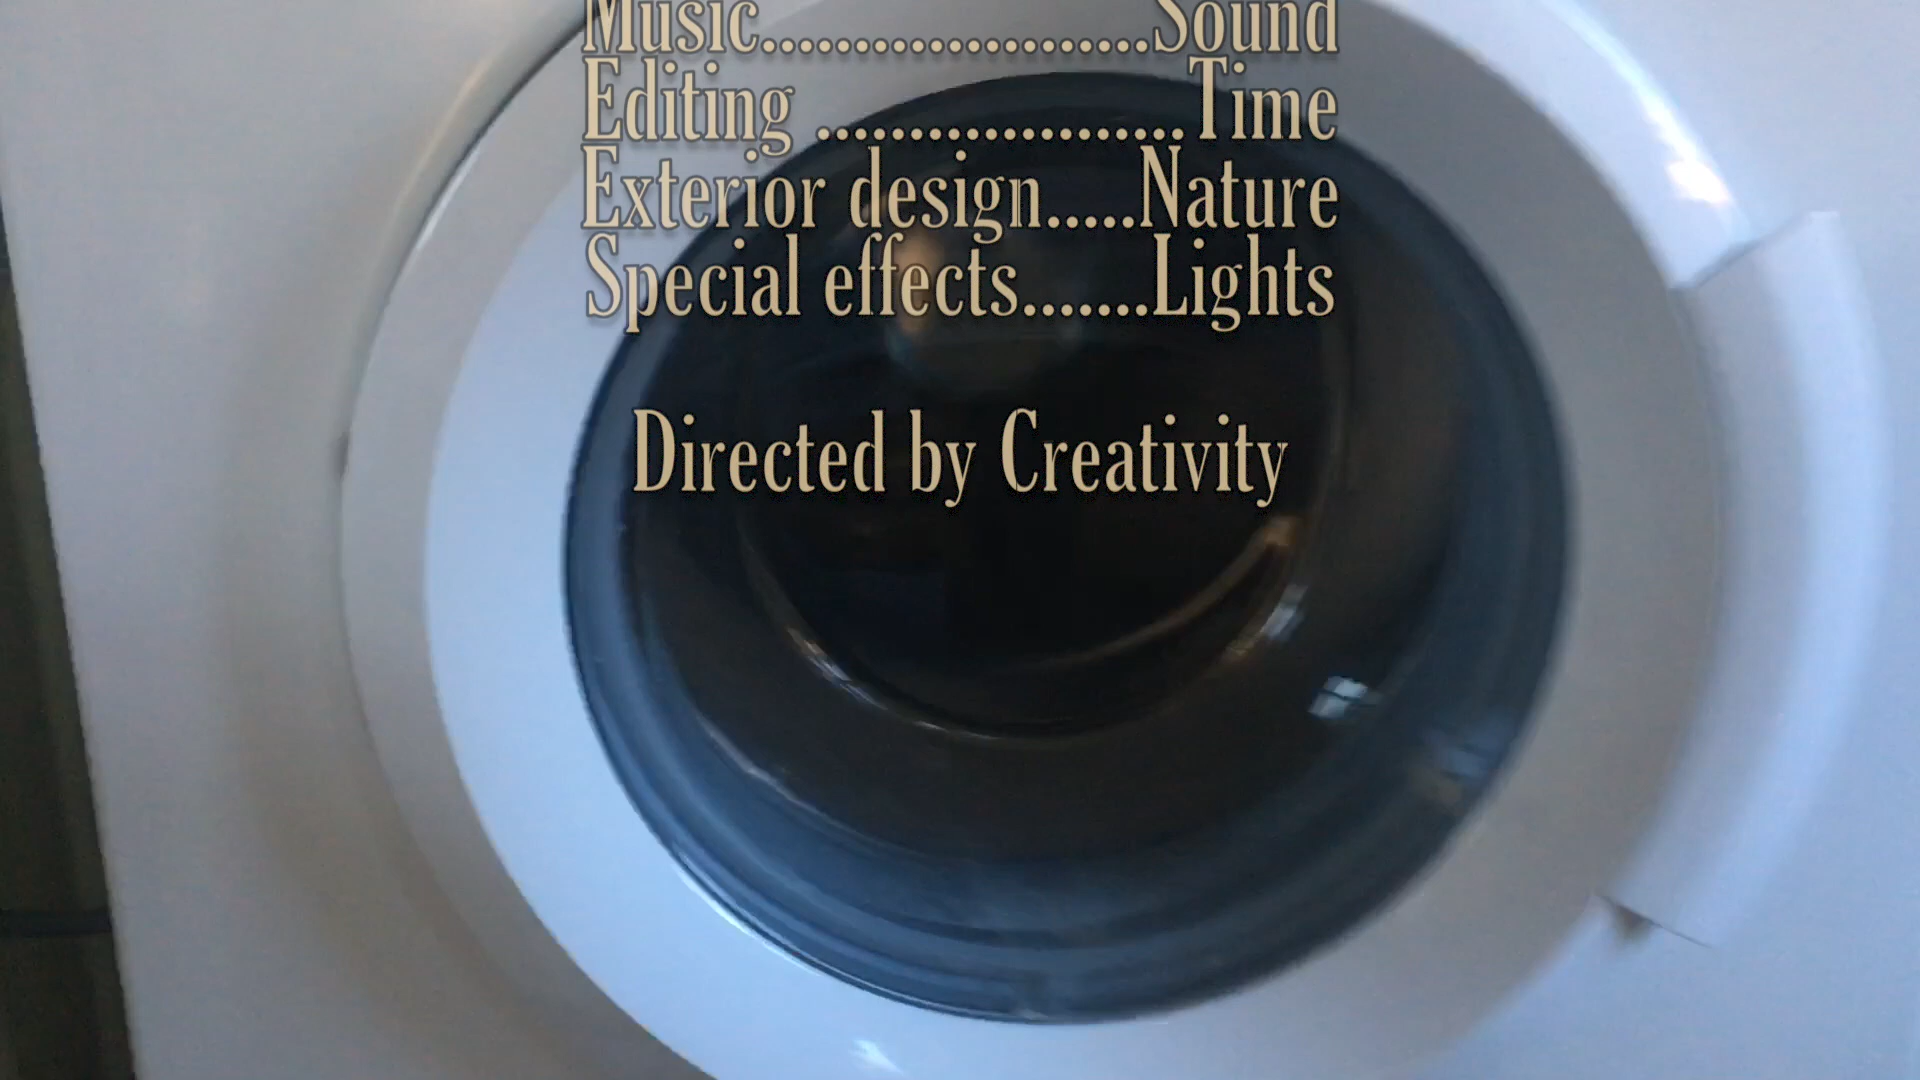 Music.....................Sound
Editing ....................Time
Exterior design.....Nature
Special effects.......Lights
Directed by Creativity